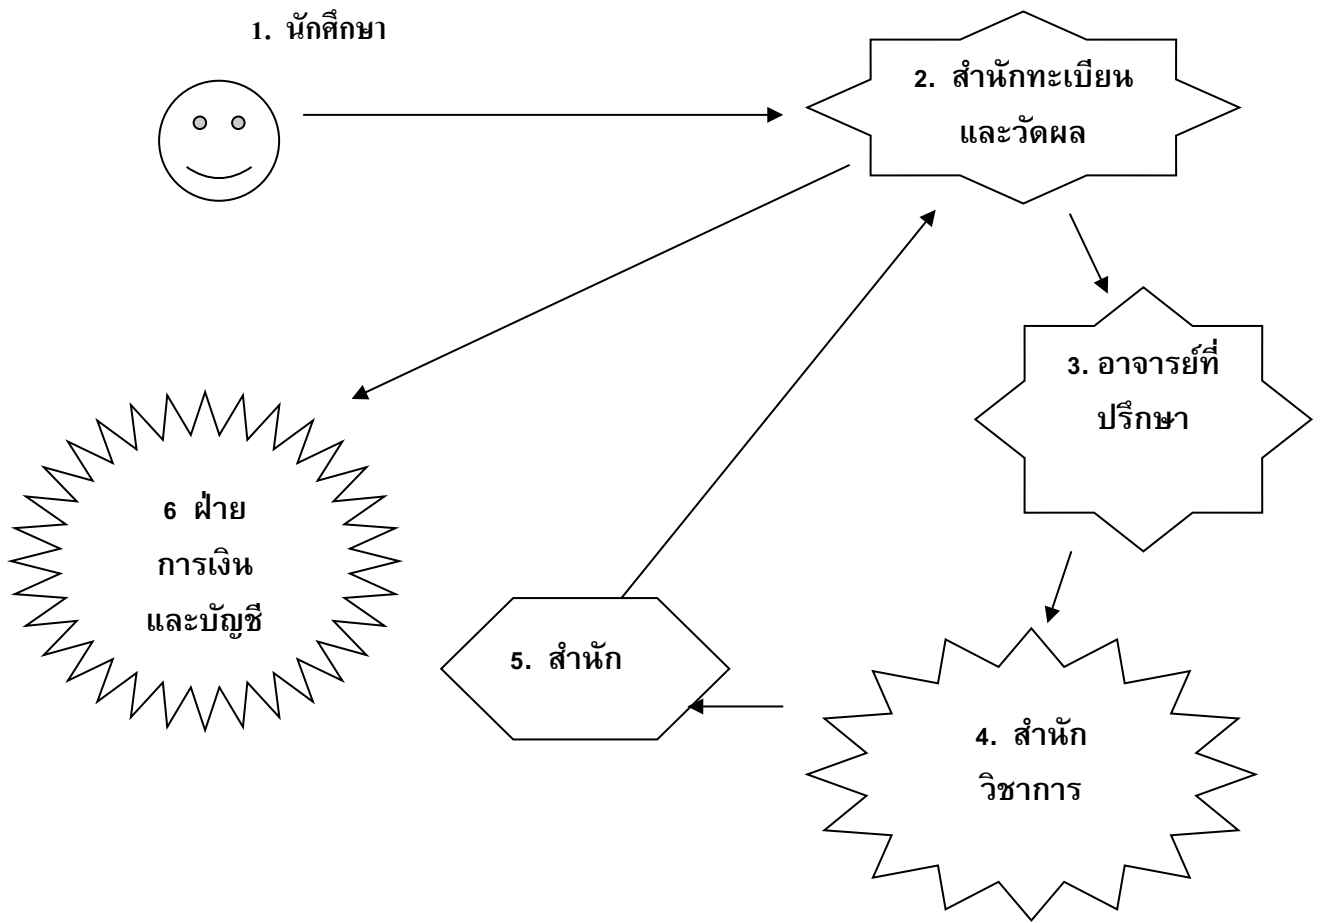 1. นักศึกษา
2. สำนักทะเบียน
และวัดผล
3. อาจารย์ที่
ปรึกษา
4. สำนัก
วิชาการ
5. สำนัก
6 ฝ่าย
การเงิน
และบัญชี